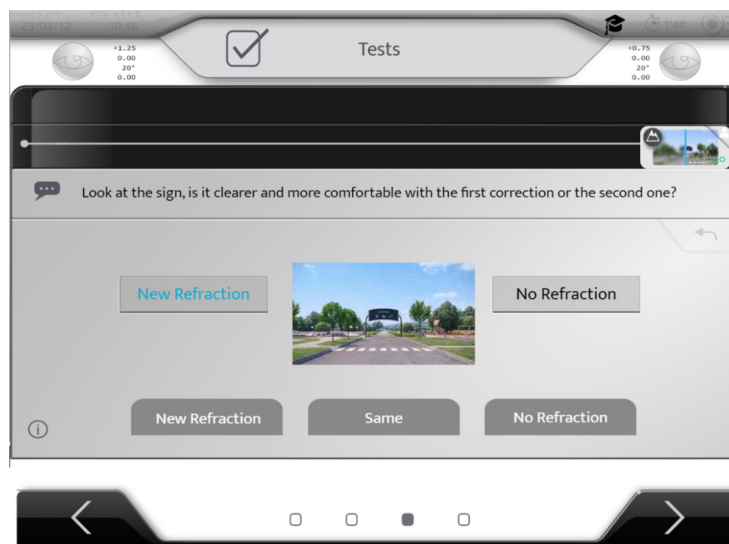 23/04/12 10:46
Tests
1'48
+1.25
0.00
20°
0.00
+0.75
0.00
20°
0.00
Look at the sign, is it clearer and more comfortable with the first correction or the second one?
New Refraction
No Refraction
New Refraction
Same
No Refraction